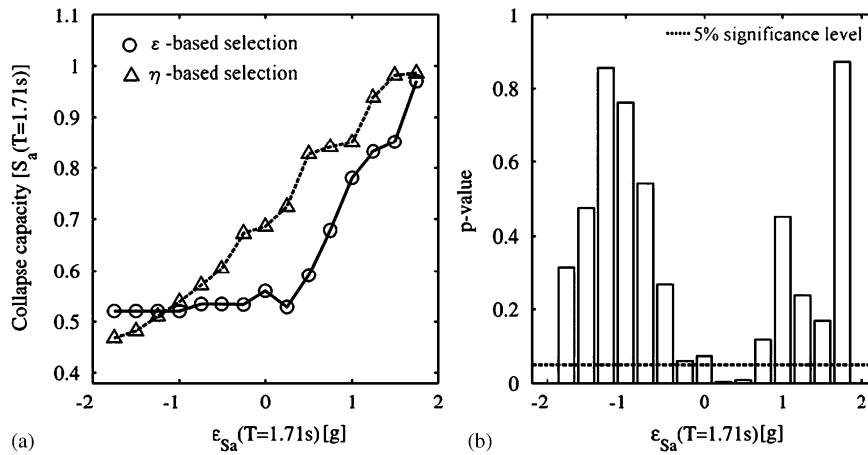 1.1
1
0.9
0.8
0.7
0.6
0.5
0.4
Collapse capacity [Sa(T=1.71s)]
ε -based selection
η -based selection
-2
-1
0
1
2
εSa(T=1.71s)[g]
(a)
1
0.8
0.6
0.4
0.2
0
p-value
5% significance level
-2
-1
0
1
2
εSa(T=1.71s)[g]
(b)